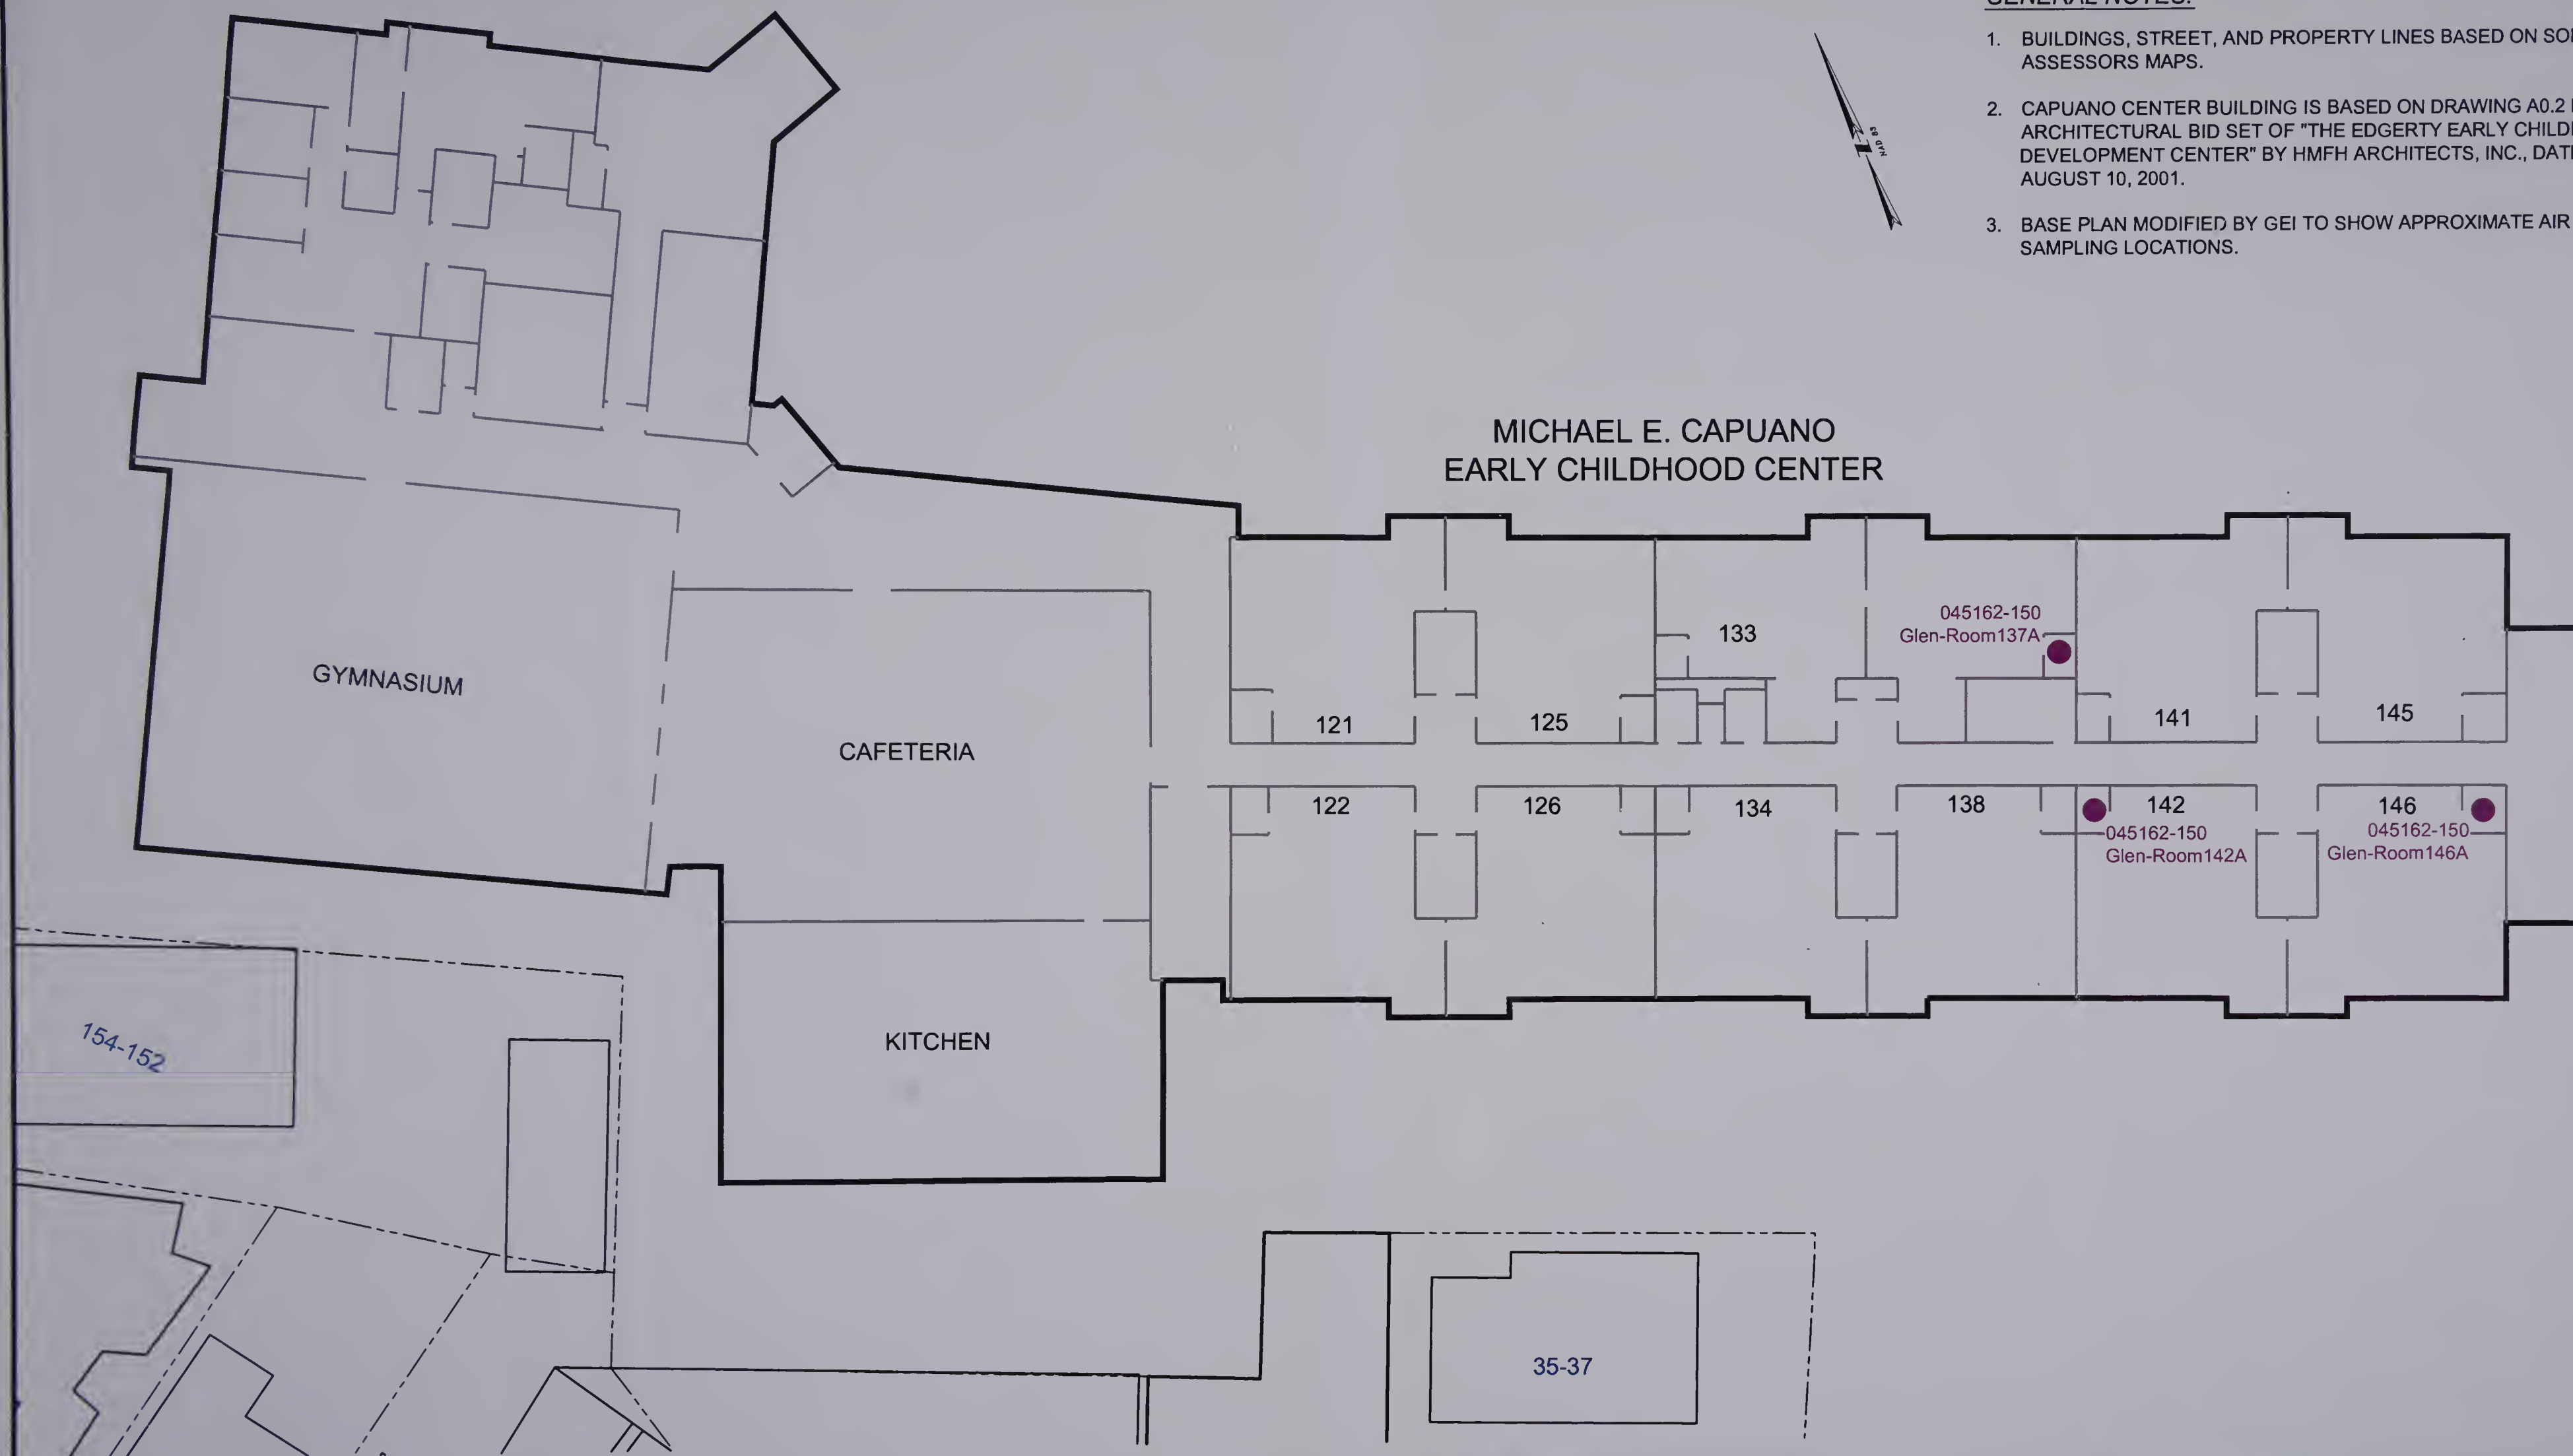 GENERAL NOTES:
1. BUILDINGS, STREET, AND PROPERTY LINES BASED ON
ASSESSORS MAPS.
2. CAPUANO CENTER BUILDING IS BASED ON DRAWING A0.2
ARCHITECTURAL BID SET OF "THE EDGERTY EARLY
DEVELOPMENT CENTER" BY HMFH ARCHITECTS, INC.,
AUGUST 10, 2001.
3. BASE PLAN MODIFIED BY GEI TO SHOW APPROXIMATE AIR
SAMPLING LOCATIONS.
NAD 83
MICHAEL E. CAPUANO
EARLY CHILDHOOD CENTER
045162-150
Glen-Room137A
133
GYMNASIUM
CAFETERIA
121
125
141
145
122
126
134
138
142
146
045162-150
Glen-Room142A
045162-150
Glen-Room146A
KITCHEN
154-152
35-37